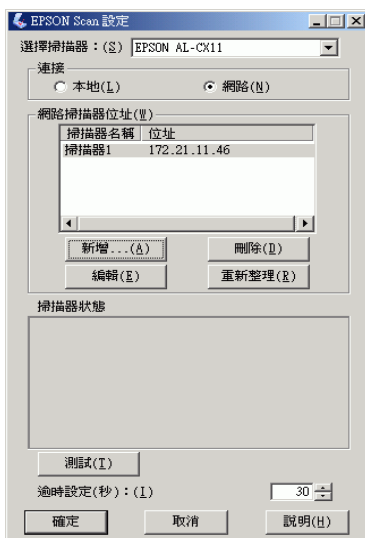 EPSON Scan 設定
選擇掃描器：(S) EPSON AL-CX11
連接
本地(L) 網路(N)
網路掃描器位址(W)
掃描器名稱 位址
掃描器1 172.21.11.46
新增...(A) 刪除(D)
編輯(E) 重新整理(R)
掃描器狀態
測試(T)
逾時設定(秒)：(I) 30
確定 取消 說明(H)